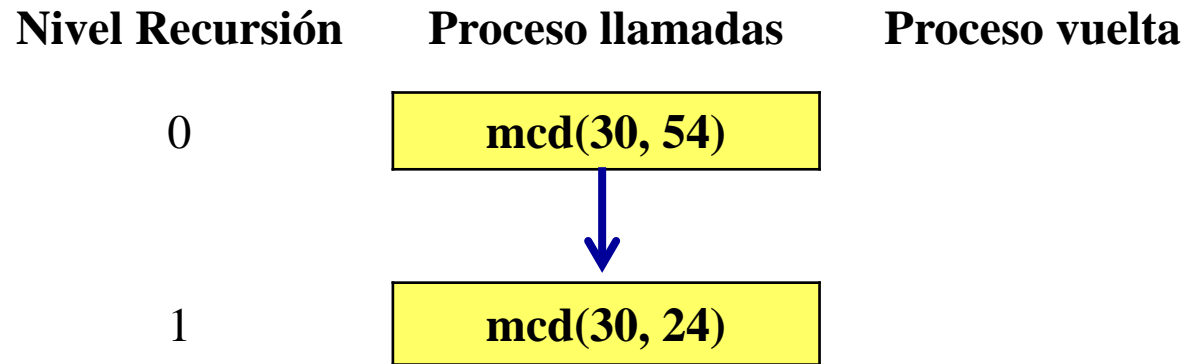 Nivel Recursión Proceso llamadas Proceso vuelta
0 mcd(30, 54)
1 mcd(30, 24)